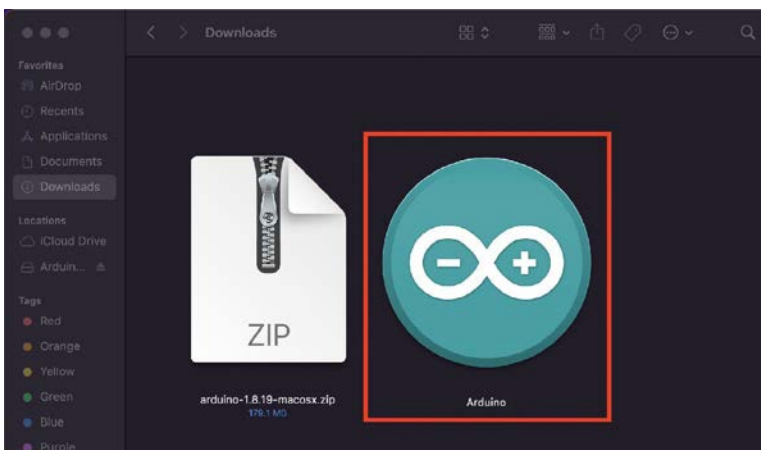 Downloads
Favorites
AirDrop
Recents
Applications
Documents
Downloads
Locations
iCloud Drive
Arduin...
Tags
Red
Orange
Yellow
Green
Blue
Purple
ZIP
arduino-1.8.19-macosx.zip
179.1 MB
Arduino